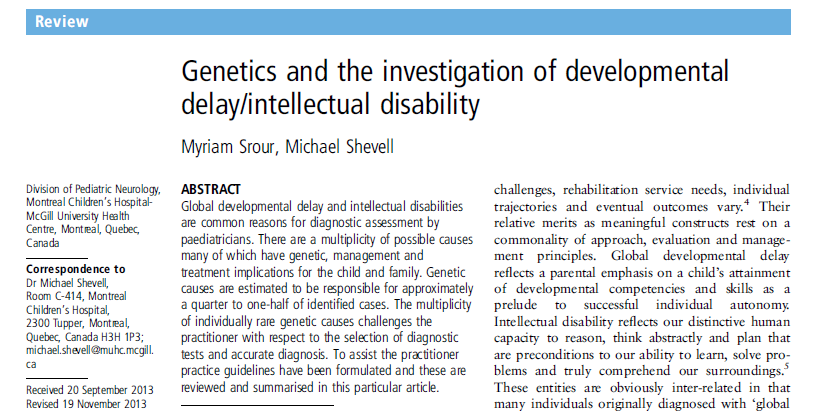 Review
Genetics and the investigation of developmental
delay/intellectual disability
Myriam Srour, Michael Shevell
Division of Pediatric Neurology,
Montreal Children's Hospital-
McGill University Health
Centre, Montreal, Quebec,
Canada
Correspondence to
Dr Michael Shevell,
Room C-414, Montreal
Children's Hospital,
2300 Tupper, Montreal,
Quebec, Canada H3H 1P3;
michael.shevell@muhc.mcgill.
ca
Received 20 September 2013
Revised 19 November 2013
ABSTRACT
Global developmental delay and intellectual disabilities
are common reasons for diagnostic assessment by
paediatricians. There are a multiplicity of possible causes
many of which have genetic, management and
treatment implications for the child and family. Genetic
causes are estimated to be responsible for approximately
a quarter to one-half of identified cases. The multiplicity
of individually rare genetic causes challenges the
practitioner with respect to the selection of diagnostic
tests and accurate diagnosis. To assist the practitioner
practice guidelines have been formulated and these are
reviewed and summarised in this particular article.
challenges, rehabilitation service needs, individual
trajectories and eventual outcomes vary.4 Their
relative merits as meaningful constructs rest on a
commonality of approach, evaluation and manage-
ment principles. Global developmental delay
reflects a parental emphasis on a child's attainment
of developmental competencies and skills as a
prelude to successful individual autonomy.
Intellectual disability reflects our distinctive human
capacity to reason, think abstractly and plan that
are preconditions to our ability to learn, solve pro-
blems and truly comprehend our surroundings.5
These entities are obviously inter-related in that
many individuals originally diagnosed with 'global